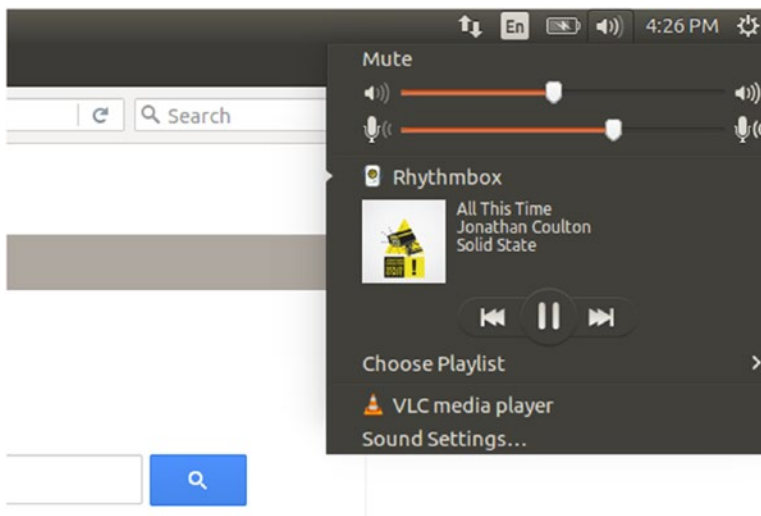 En 4:26 PM
Mute
Search
Rhythmbox
All This Time
Jonathan Coulton
Solid State
Choose Playlist
VLC media player
Sound Settings...